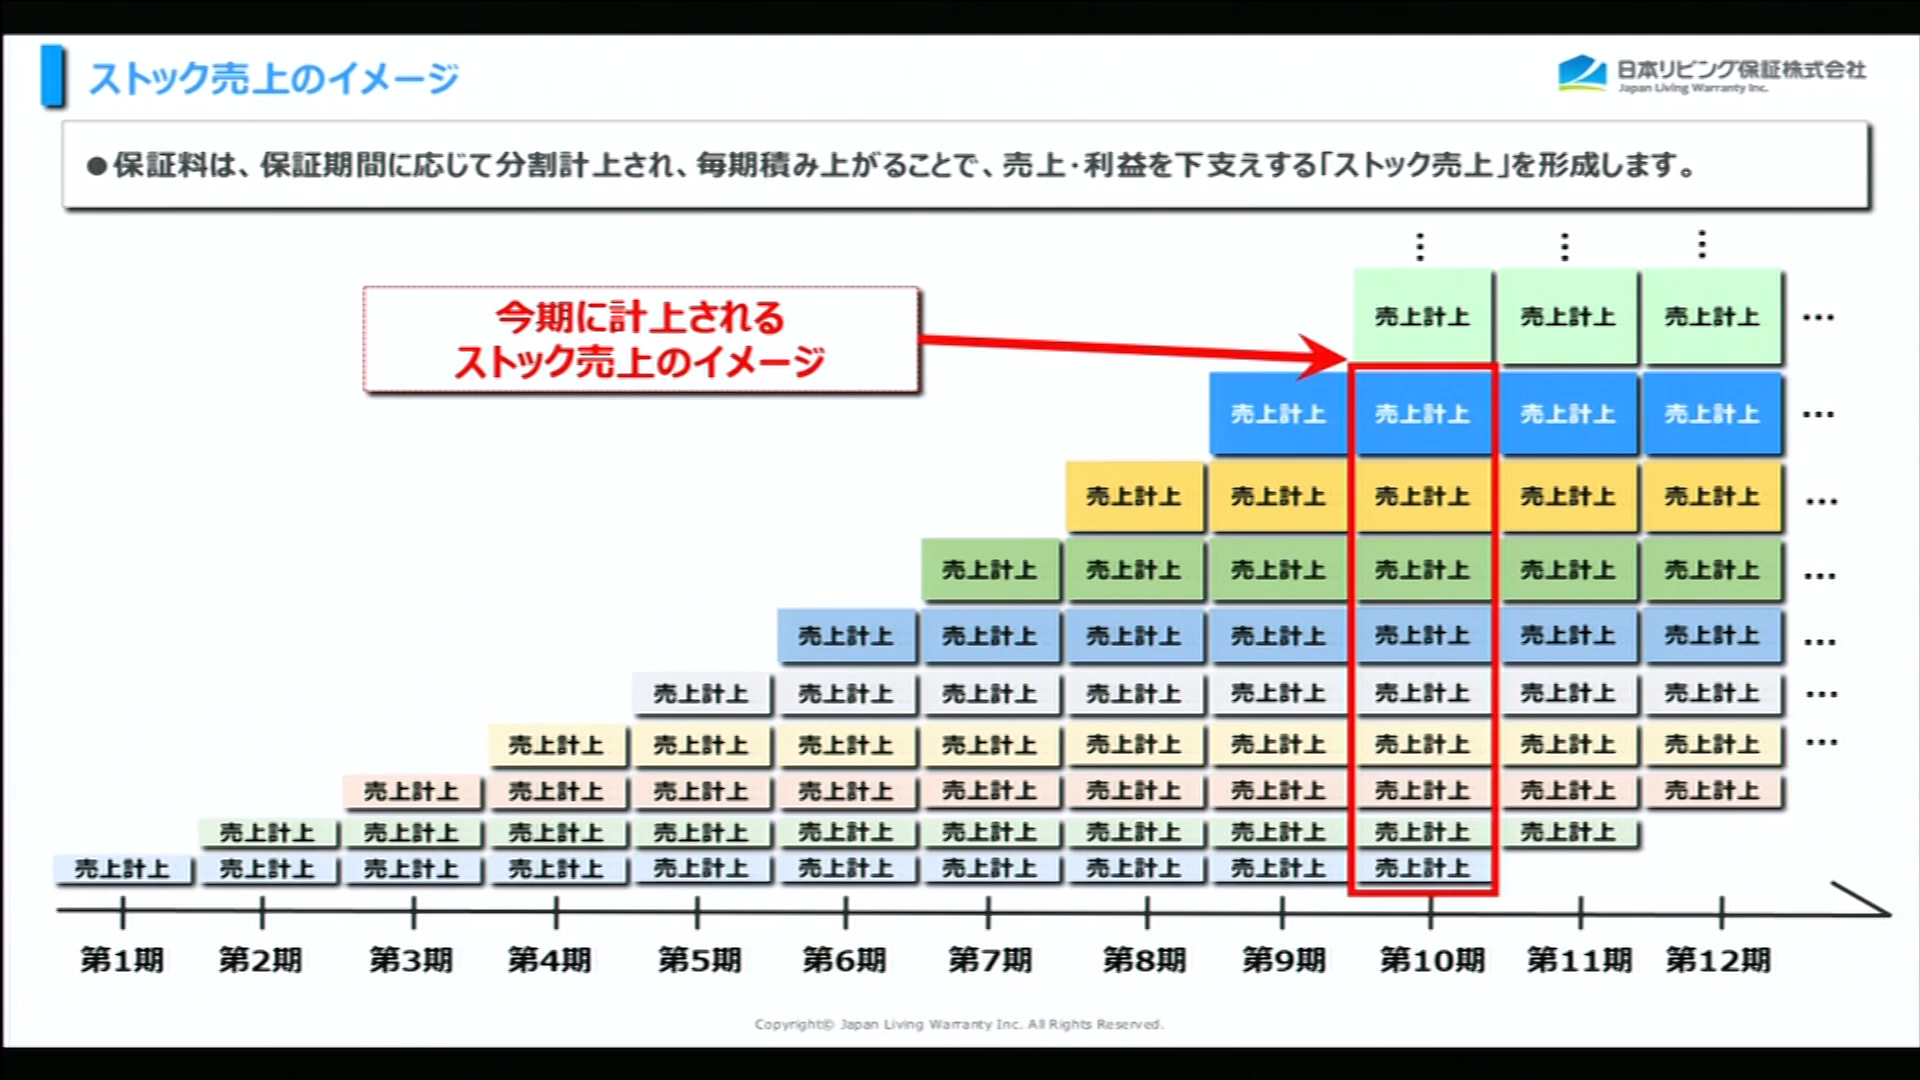 ストック売上のイメージ
日本リビング保証株式会社
Japan Living Warranty Inc.
●保証料は、保証期間に応じて分割計上され、毎期積み上がることで、売上・利益を下支えする「ストック売上」を形成します。
⋮ ⋮ ⋮
今期に計上される
ストック売上のイメージ
売上計上 売上計上 売上計上 …
売上計上 売上計上 売上計上 売上計上 …
売上計上 売上計上 売上計上 売上計上 売上計上 …
売上計上 売上計上 売上計上 売上計上 売上計上 売上計上 …
売上計上 売上計上 売上計上 売上計上 売上計上 売上計上 売上計上 …
売上計上 売上計上 売上計上 売上計上 売上計上 売上計上 売上計上 売上計上 …
売上計上 売上計上 売上計上 売上計上 売上計上 売上計上 売上計上 売上計上 売上計上 …
売上計上 売上計上 売上計上 売上計上 売上計上 売上計上 売上計上 売上計上 売上計上 売上計上
売上計上 売上計上 売上計上 売上計上 売上計上 売上計上 売上計上 売上計上 売上計上 売上計上
売上計上 売上計上 売上計上 売上計上 売上計上 売上計上 売上計上 売上計上 売上計上 売上計上
第1期 第2期 第3期 第4期 第5期 第6期 第7期 第8期 第9期 第10期 第11期 第12期
Copyright© Japan Living Warranty Inc. All Rights Reserved.